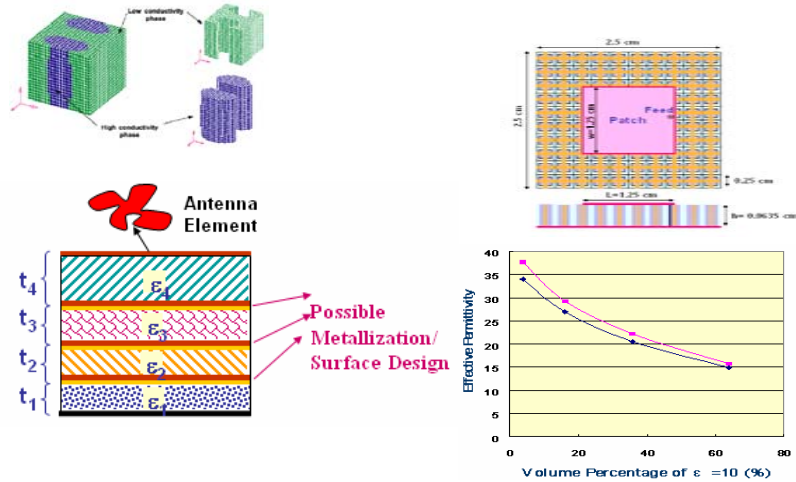 Low conductivity
phase
High conductivity
phase
2.5 cm
2.5 cm
w=1.25 cm
Feed
Patch
0.25 cm
L=1.25 cm
h= 0.0635 cm
Antenna
Element
t4
ε4
t3
ε3
t2
ε2
t1
ε1
Possible
Metallization/
Surface Design
Effective Permittivity
40
35
30
25
20
15
10
5
0
0 20 40 60 80
Volume Percentage of ε =10 (%)